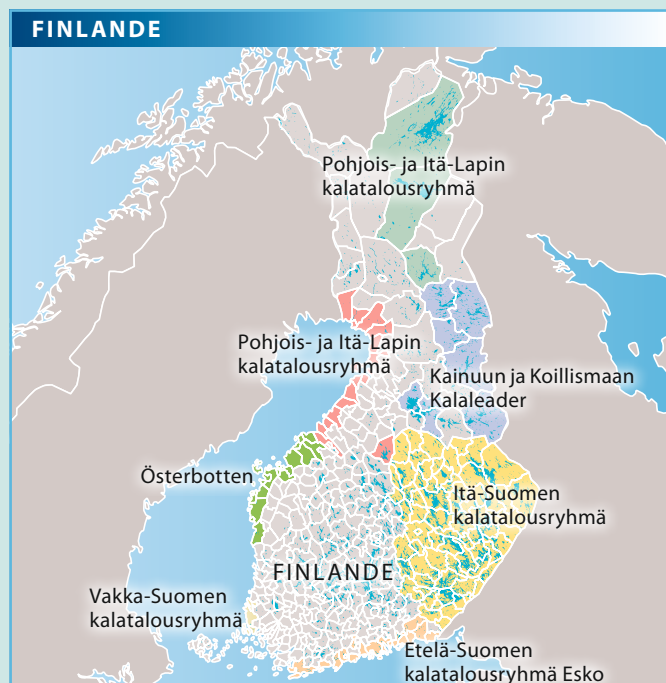 FINLANDE
Pohjois- ja Itä-Lapin
kalatalousryhmä
Pohjois- ja Itä-Lapin
kalatalousryhmä
Kainuun ja Koillismaan
Kalaleader
Österbotten
Itä-Suomen
kalatalousryhmä
FINLANDE
Vakka-Suomen
kalatalousryhmä
Etelä-Suomen
kalatalousryhmä Esko